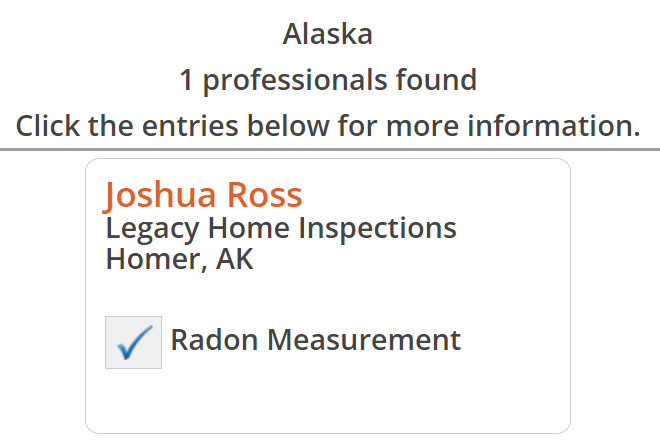 Alaska
1 professionals found
Click the entries below for more information.
Joshua Ross
Legacy Home Inspections
Homer, AK
Radon Measurement